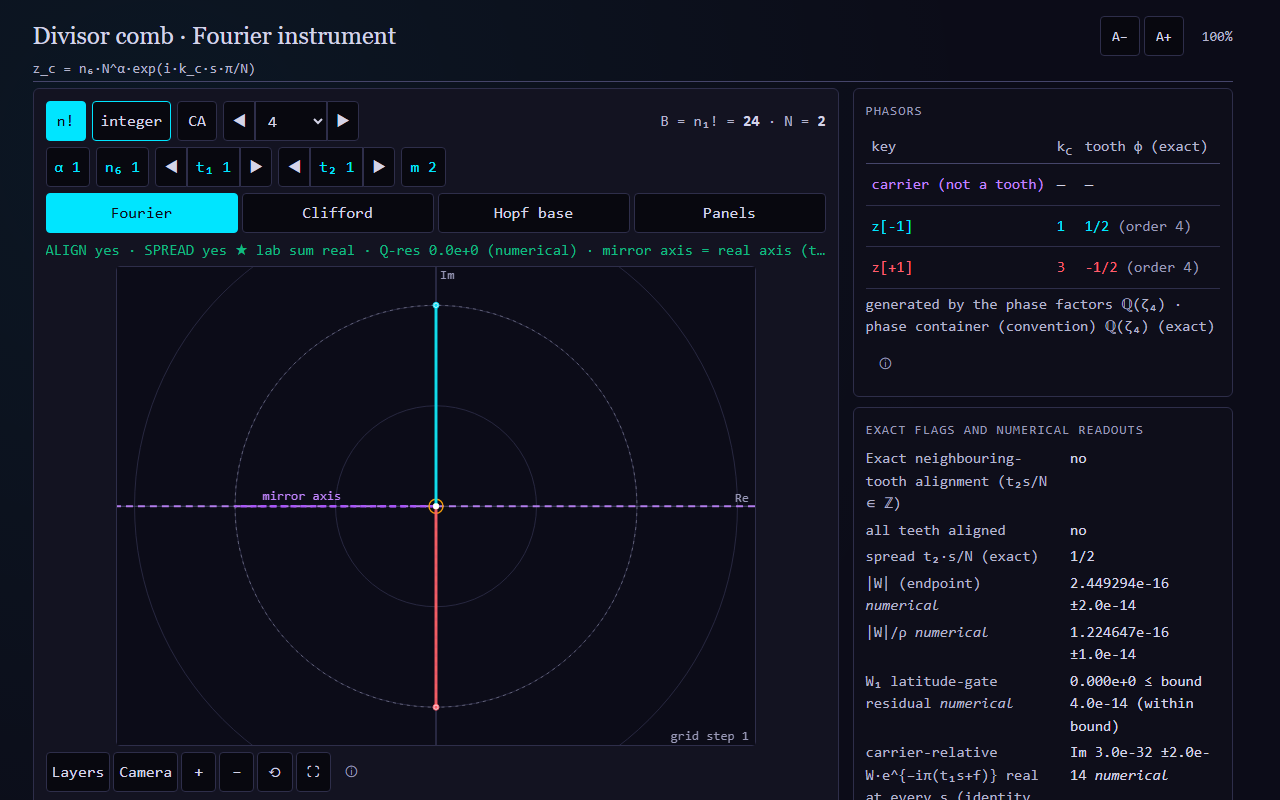 Divisor comb · Fourier instrument
A− A+ 100%
z_c = n₆·N^α·exp(i·k_c·s·π/N)
n! integer CA ◀ 4 ▶ B = n₁! = 24 · N = 2
α 1 n₆ 1 ◀ t₁ 1 ▶ ◀ t₂ 1 ▶ m 2
Fourier Clifford Hopf base Panels
ALIGN yes · SPREAD yes ★ lab sum real · Q-res 0.0e+0 (numerical) · mirror axis = real axis (t…
Im
mirror axis
Re
grid step 1
Layers Camera + − ⟲ ⛶ ⓘ
PHASORS
key k_C tooth ϕ (exact)
carrier (not a tooth) — —
z[-1] 1 1/2 (order 4)
z[+1] 3 -1/2 (order 4)
generated by the phase factors ℚ(ζ₄) ·
phase container (convention) ℚ(ζ₄) (exact)
ⓘ
EXACT FLAGS AND NUMERICAL READOUTS
Exact neighbouring- no
tooth alignment (t₂s/N
∈ ℤ)
all teeth aligned no
spread t₂·s/N (exact) 1/2
|W| (endpoint) 2.449294e-16
numerical ±2.0e-14
|W|/ρ numerical 1.224647e-16
±1.0e-14
W₁ latitude-gate 0.000e+0 ≤ bound
residual numerical 4.0e-14 (within
bound)
carrier-relative Im 3.0e-32 ±2.0e-
W·e^{−iπ(t₁s+f)} real 14 numerical
at every s (identity